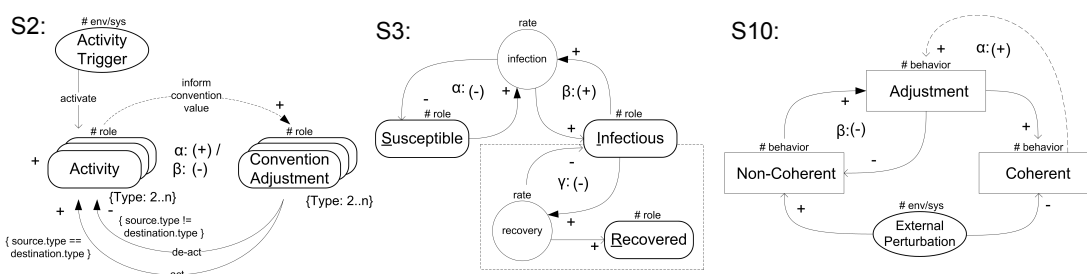 S2:
# env/sys
Activity
Trigger
activate
inform
convention
value
+
# role
# role
+
Activity
α: (+) /
β: (-)
Convention
Adjustment
{Type: 2..n}
{Type: 2..n}
+
-
{ source.type !=
destination.type }
{ source.type ==
destination.type }
de-act
act
S3:
rate
infection
+
α: (-)
+
β: (+)
-
# role
Susceptible
+
# role
Infectious
-
γ: (-)
rate
recovery
+
# role
+
Recovered
S10:
α: (+)
+
# behavior
Adjustment
+
β:(-)
-
+
# behavior
Non-Coherent
# behavior
Coherent
# env/sys
+
External
Perturbation
-